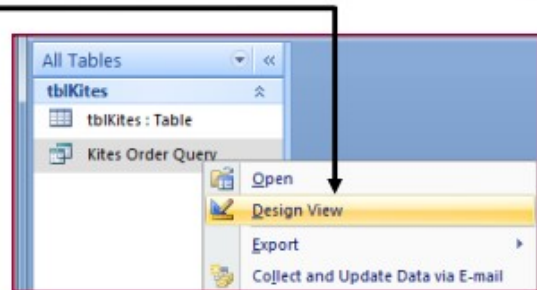 All Tables
tblKites
tblKites : Table
Kites Order Query
Open
Design View
Export
Collect and Update Data via E-mail